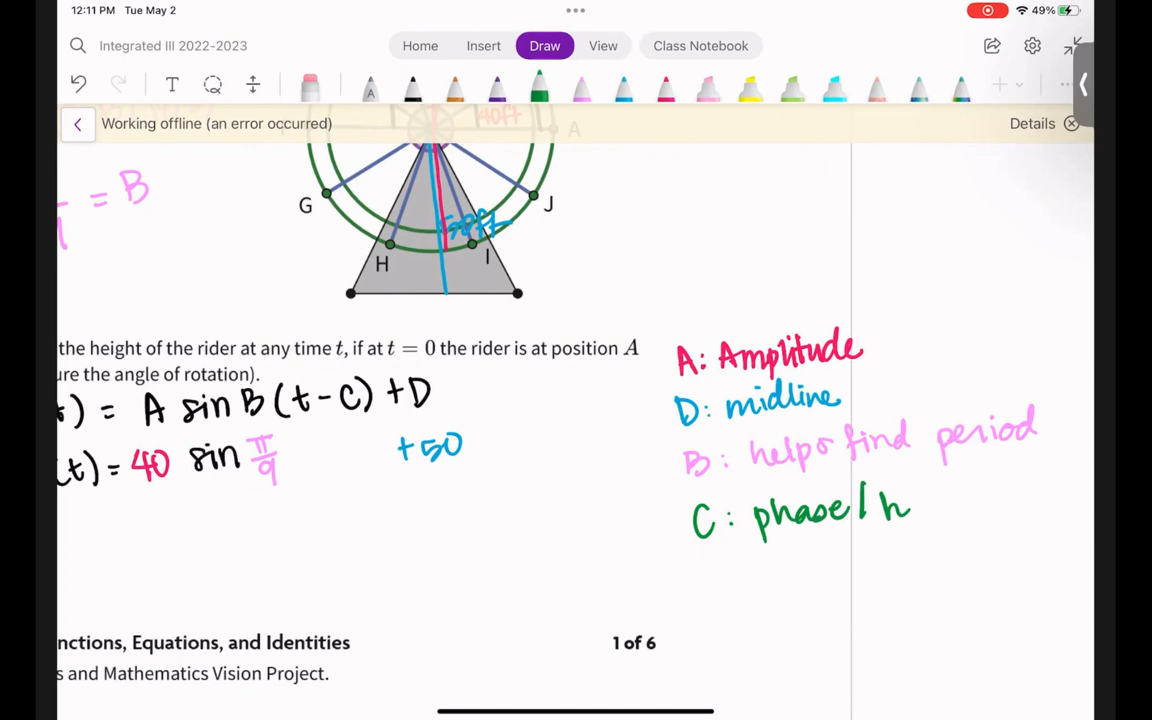 12:11 PM Tue May 2
49%
Integrated III 2022-2023
Home Insert Draw View Class Notebook
Working offline (an error occurred)
Details
40ft
A
= B
G
J
50ft
H
I
the height of the rider at any time t, if at t = 0 the rider is at position A
ure the angle of rotation).
t) = A sin B (t - C) + D
(t) = 40 sin π/9 +50
A: Amplitude
D: midline
B: helps find period
C: phase/h
nctions, Equations, and Identities
1 of 6
s and Mathematics Vision Project.